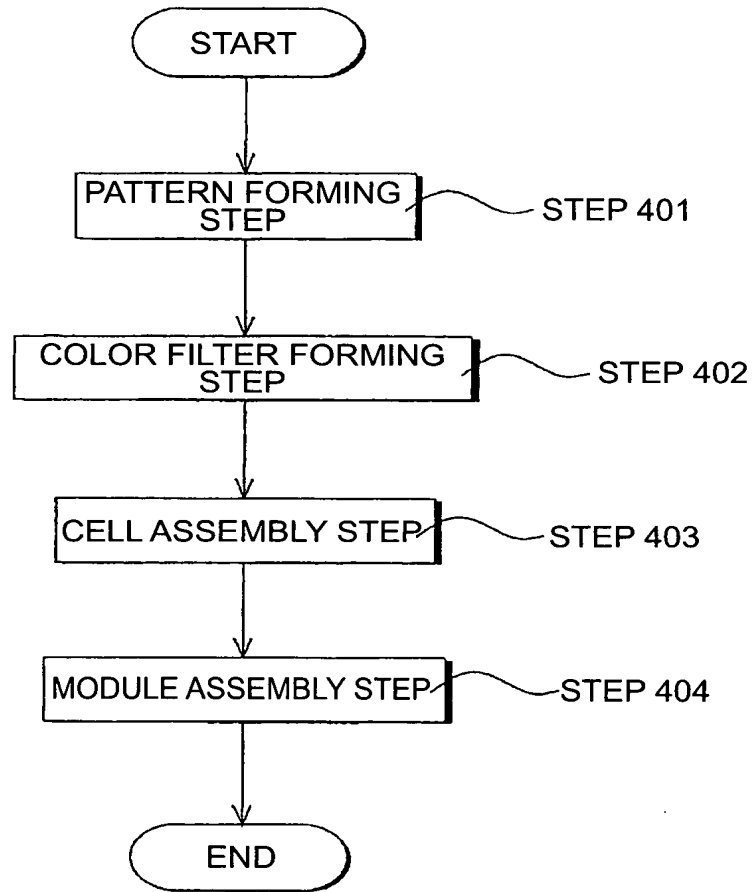 START
PATTERN FORMING
STEP
STEP 401
COLOR FILTER FORMING
STEP
STEP 402
CELL ASSEMBLY STEP
STEP 403
MODULE ASSEMBLY STEP
STEP 404
END